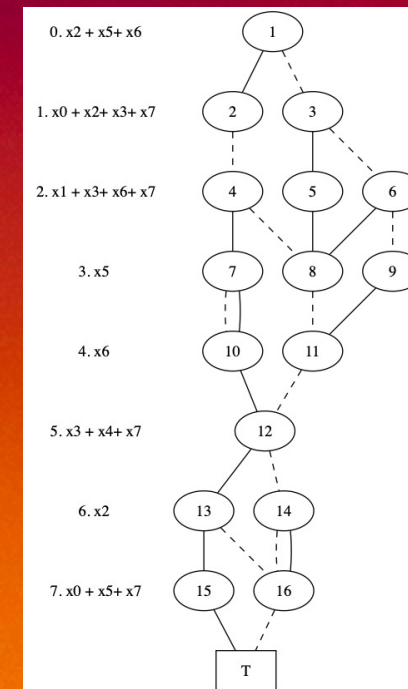 0. x2 + x5+ x6
1
1. x0 + x2+ x3+ x7
2 3
2. x1 + x3+ x6+ x7
4 5 6
3. x5
7 8 9
4. x6
10 11
5. x3 + x4+ x7
12
6. x2
13 14
7. x0 + x5+ x7
15 16
T